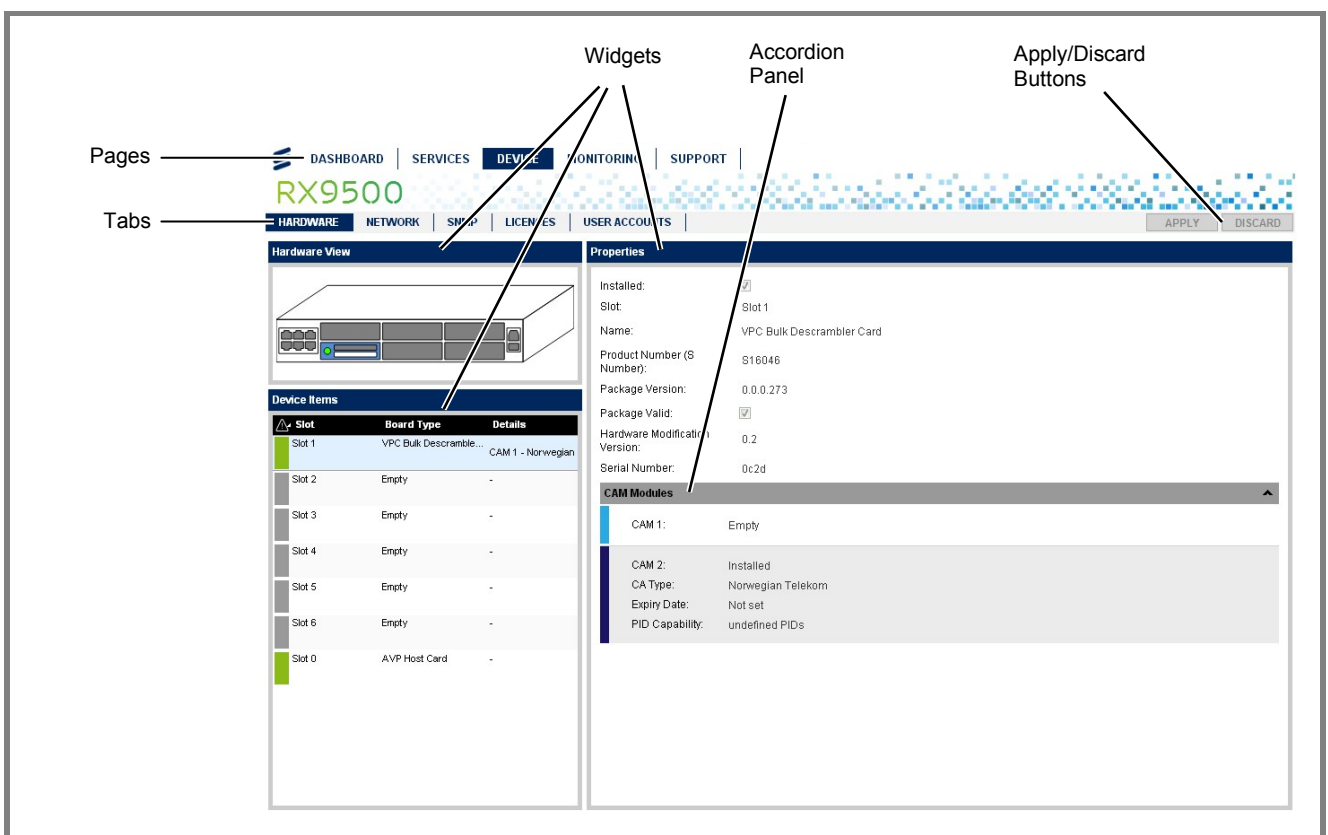 Widgets
Accordion
Panel
Apply/Discard
Buttons
Pages
DASHBOARD SERVICES DEVICE MONITORING SUPPORT
RX9500
Tabs
HARDWARE NETWORK SNMP LICENCES USER ACCOUNTS APPLY DISCARD
Hardware View
Properties
Installed:
Slot: Slot 1
Name: VPC Bulk Descrambler Card
Product Number (S
Number): S16046
Package Version: 0.0.0.273
Package Valid:
Hardware Modification
Version: 0.2
Serial Number: 0c2d
CAM Modules
CAM 1: Empty
CAM 2: Installed
CA Type: Norwegian Telekom
Expiry Date: Not set
PID Capability: undefined PIDs
Device Items
Slot Board Type Details
Slot 1 VPC Bulk Descramble... CAM 1 - Norwegian
Slot 2 Empty -
Slot 3 Empty -
Slot 4 Empty -
Slot 5 Empty -
Slot 6 Empty -
Slot 0 AVP Host Card -